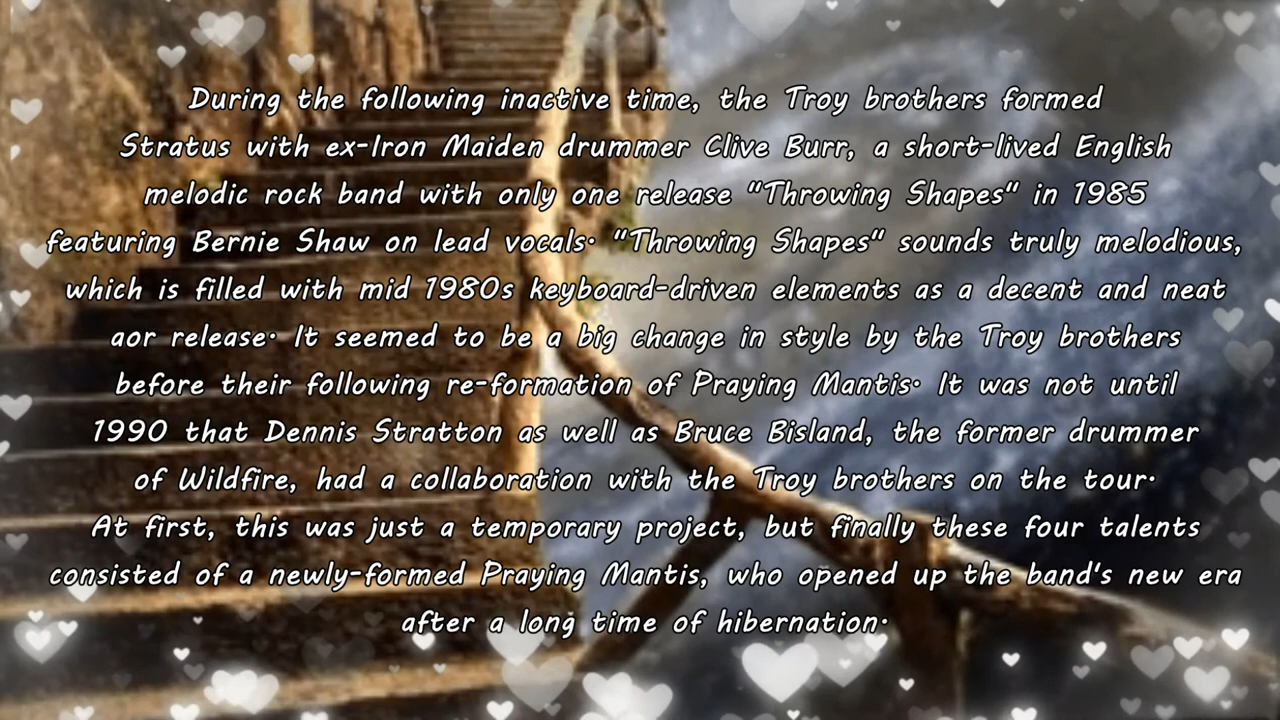 During the following inactive time, the Troy brothers formed
Stratus with ex-Iron Maiden drummer Clive Burr, a short-lived English
melodic rock band with only one release “Throwing Shapes“ in 1985
featuring Bernie Shaw on lead vocals. “Throwing Shapes“ sounds truly melodious,
which is filled with mid 1980s keyboard-driven elements as a decent and neat
aor release. It seemed to be a big change in style by the Troy brothers
before their following re-formation of Praying Mantis. It was not until
1990 that Dennis Stratton as well as Bruce Bisland, the former drummer
of Wildfire, had a collaboration with the Troy brothers on the tour.
At first, this was just a temporary project, but finally these four talents
consisted of a newly-formed Praying Mantis, who opened up the band's new era
after a long time of hibernation.